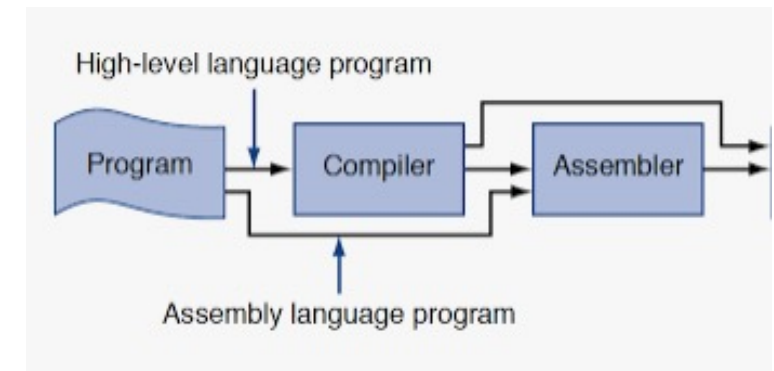 High-level language program
Program
Compiler
Assembler
Assembly language program